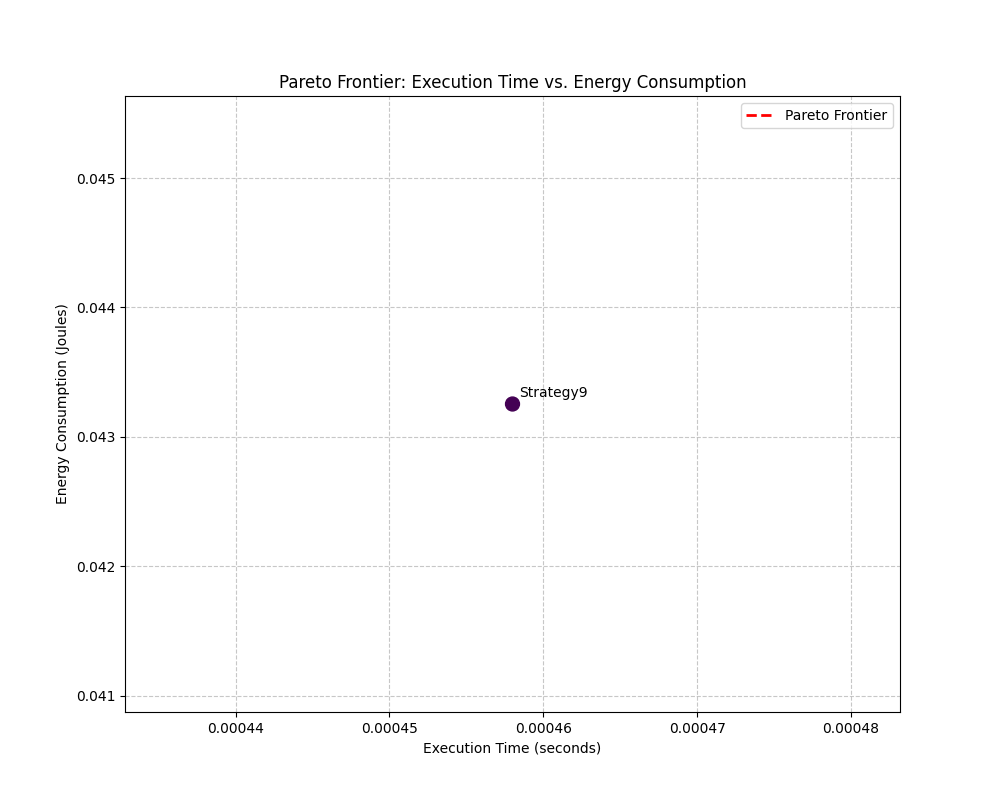 Pareto Frontier: Execution Time vs. Energy Consumption
Pareto Frontier
0.045
0.044
0.043
0.042
0.041
Energy Consumption (Joules)
Strategy9
0.00044
0.00045
0.00046
0.00047
0.00048
Execution Time (seconds)